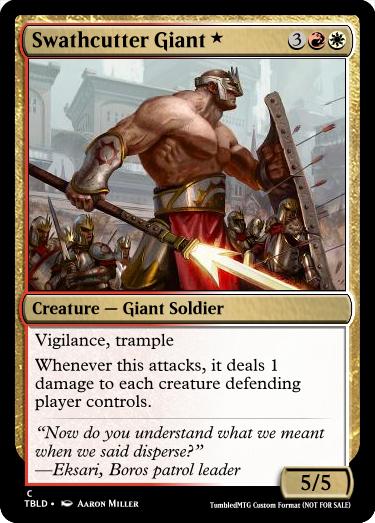 Swathcutter Giant ★ 3
Creature — Giant Soldier
Vigilance, trample
Whenever this attacks, it deals 1
damage to each creature defending
player controls.
“Now do you understand what we meant
when we said disperse?”
—Eksari, Boros patrol leader
5/5
C
TBLD • Aaron Miller
TumbledMTG Custom Format (NOT FOR SALE)